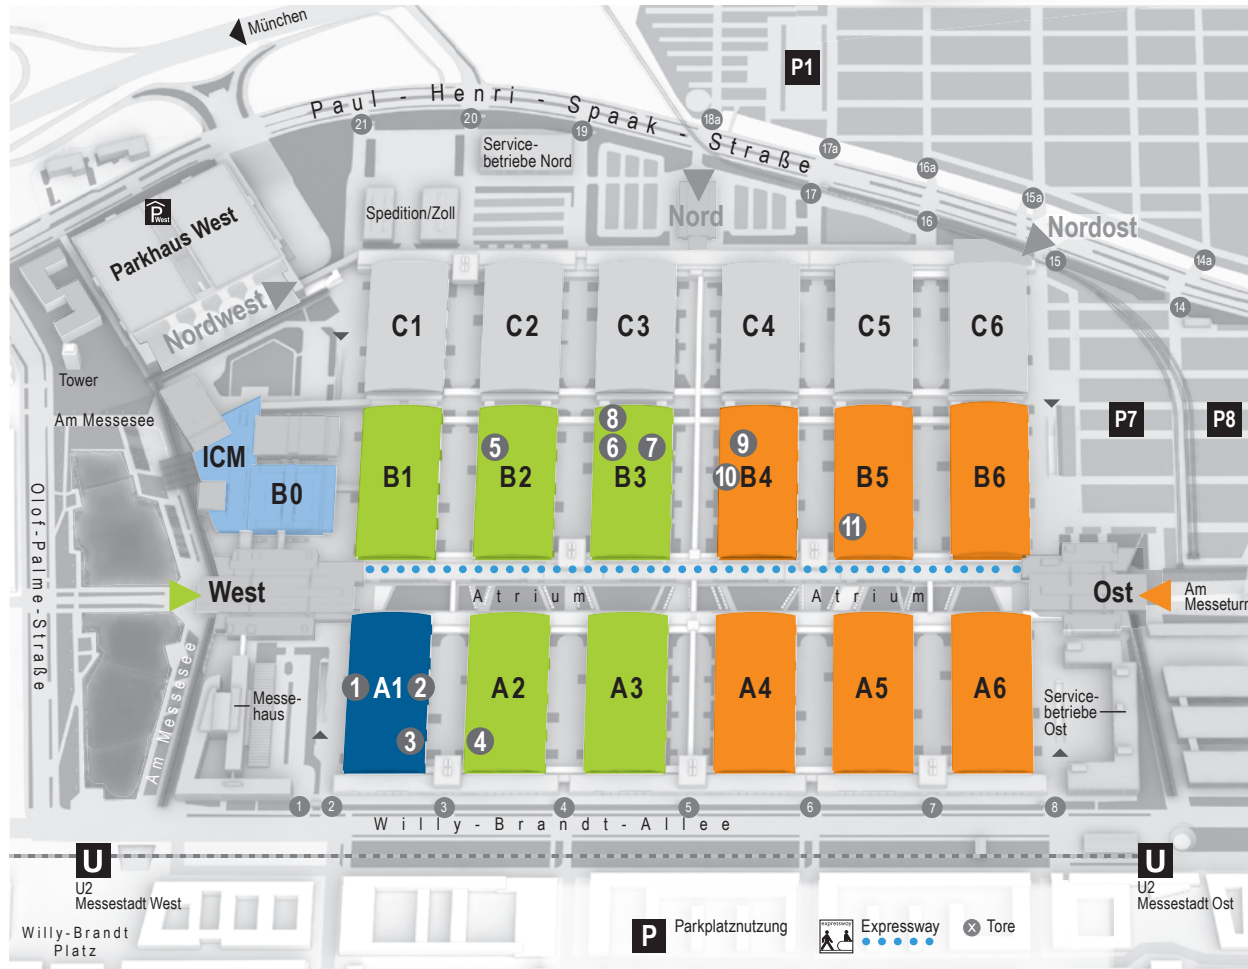 München
P1
Paul-Henri-Spaak-Straße
21
20
19
18a
17a
16a
15a
14a
17
16
15
14
Service-
betriebe Nord
Spedition/Zoll
Nord
Nordost
P
West
Parkhaus West
Nordwest
Tower
Am Messesee
C1
C2
C3
C4
C5
C6
P7
P8
ICM
B0
B1
B2
B3
B4
B5
B6
5
8
6
7
9
10
11
Olof-Palme-Straße
West
Atrium
Atrium
Ost
Am
Messeturm
A1
A2
A3
A4
A5
A6
1
2
3
4
Messe-
haus
Am Messesee
Service-
betriebe
Ost
1
2
3
4
5
6
7
8
Willy-Brandt-Allee
U
U2
Messestadt West
U
U2
Messestadt Ost
Willy-Brandt
Platz
P
Parkplatznutzung
expressway
Expressway
x
Tore